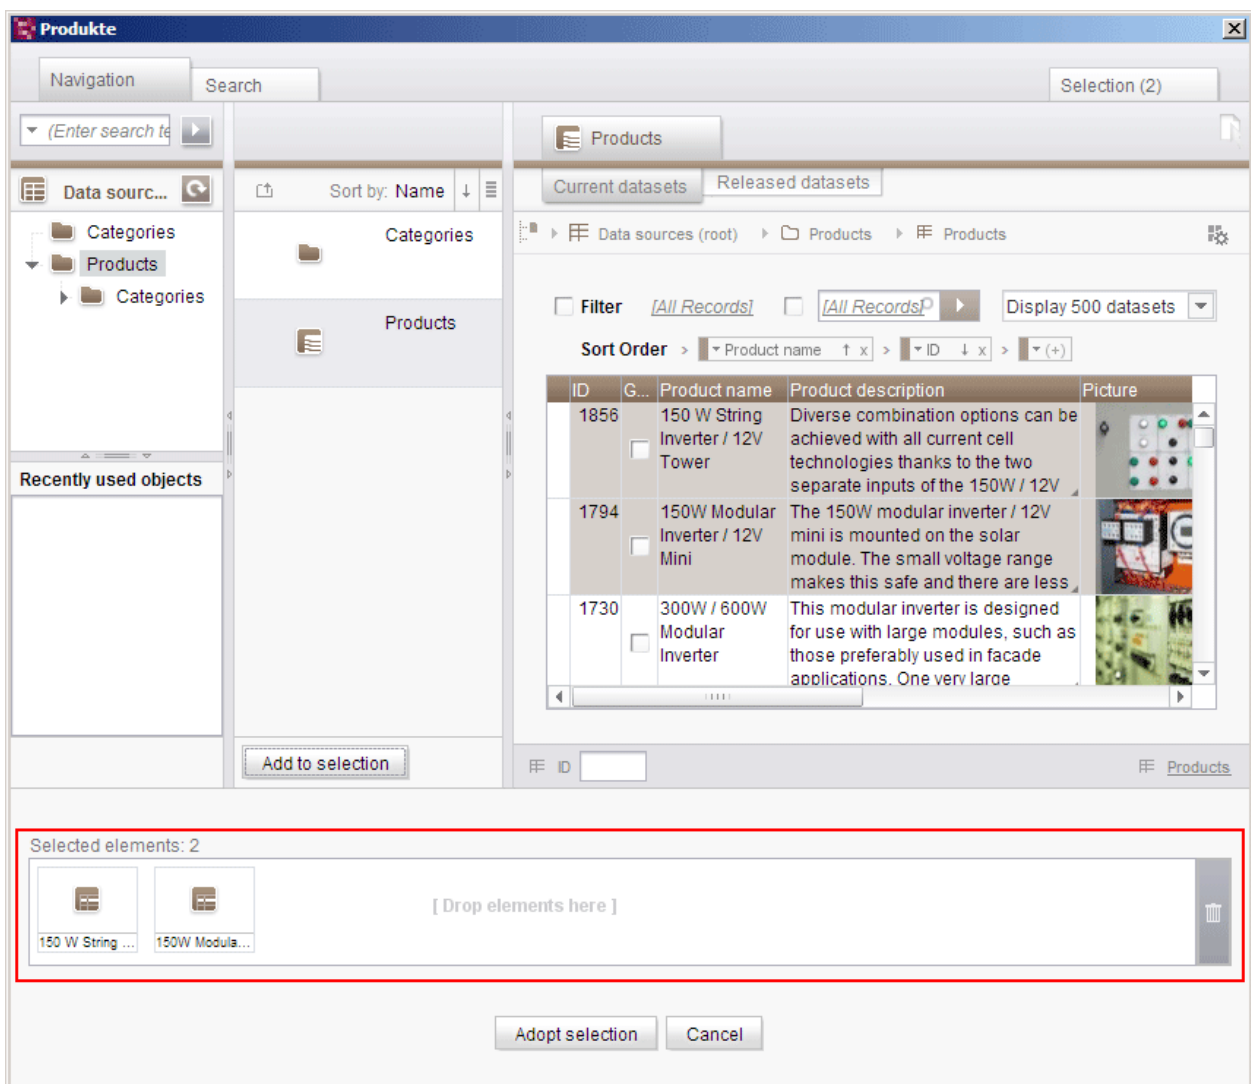 Produkte
Navigation
Search
Selection (2)
(Enter search te
Products
Data sourc...
Sort by: Name
Current datasets
Released datasets
Categories
Products
Categories
Categories
Products
Data sources (root)
Products
Products
Filter
[All Records]
[All Records]
Display 500 datasets
Sort Order > Product name ↑ x > ID ↓ x > (+)
ID
G...
Product name
Product description
Picture
1856
150 W String
Inverter / 12V
Tower
Diverse combination options can be
achieved with all current cell
technologies thanks to the two
separate inputs of the 150W / 12V
1794
150W Modular
Inverter / 12V
Mini
The 150W modular inverter / 12V
mini is mounted on the solar
module. The small voltage range
makes this safe and there are less
1730
300W / 600W
Modular
Inverter
This modular inverter is designed
for use with large modules, such as
those preferably used in facade
applications. One very large
Recently used objects
Add to selection
ID
Products
Selected elements: 2
150 W String ...
150W Modula...
[ Drop elements here ]
Adopt selection
Cancel